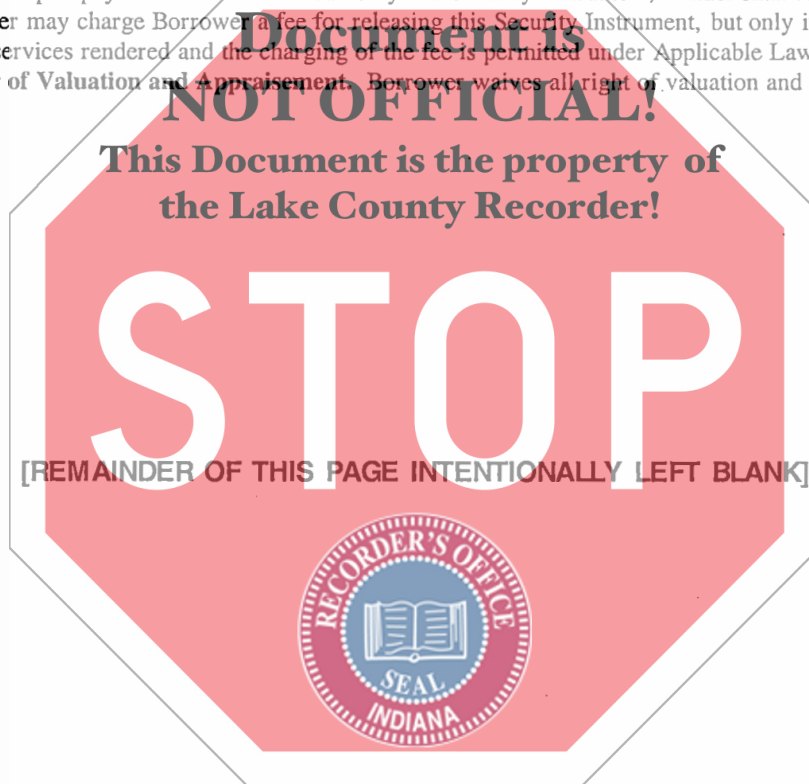 er may charge Borrower a fee for releasing this Security Instrument, but only i
ervices rendered and the charging of the fee is permitted under Applicable Law
of Valuation and Appraisement. Borrower waives all right of valuation and
Document is
NOT OFFICIAL!
This Document is the property of
the Lake County Recorder!
STOP
[REMAINDER OF THIS PAGE INTENTIONALLY LEFT BLANK]
RECORDER'S OFFICE
SEAL
INDIANA